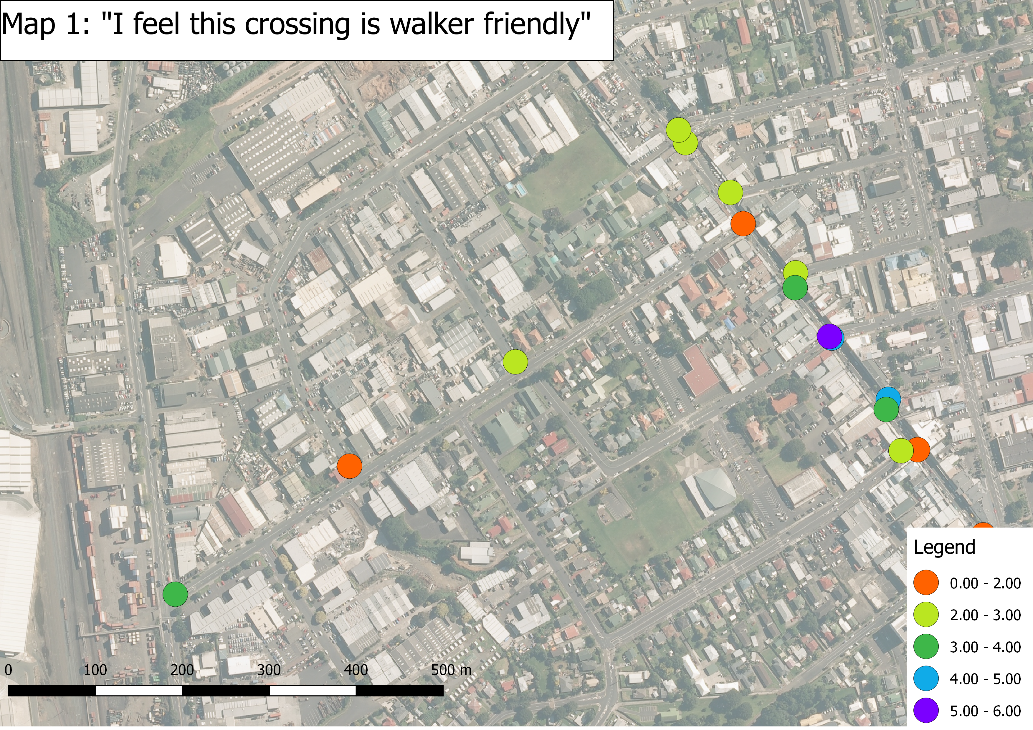 Map 1: "I feel this crossing is walker friendly"
0 100 200 300 400 500 m
Legend
0.00 - 2.00
2.00 - 3.00
3.00 - 4.00
4.00 - 5.00
5.00 - 6.00